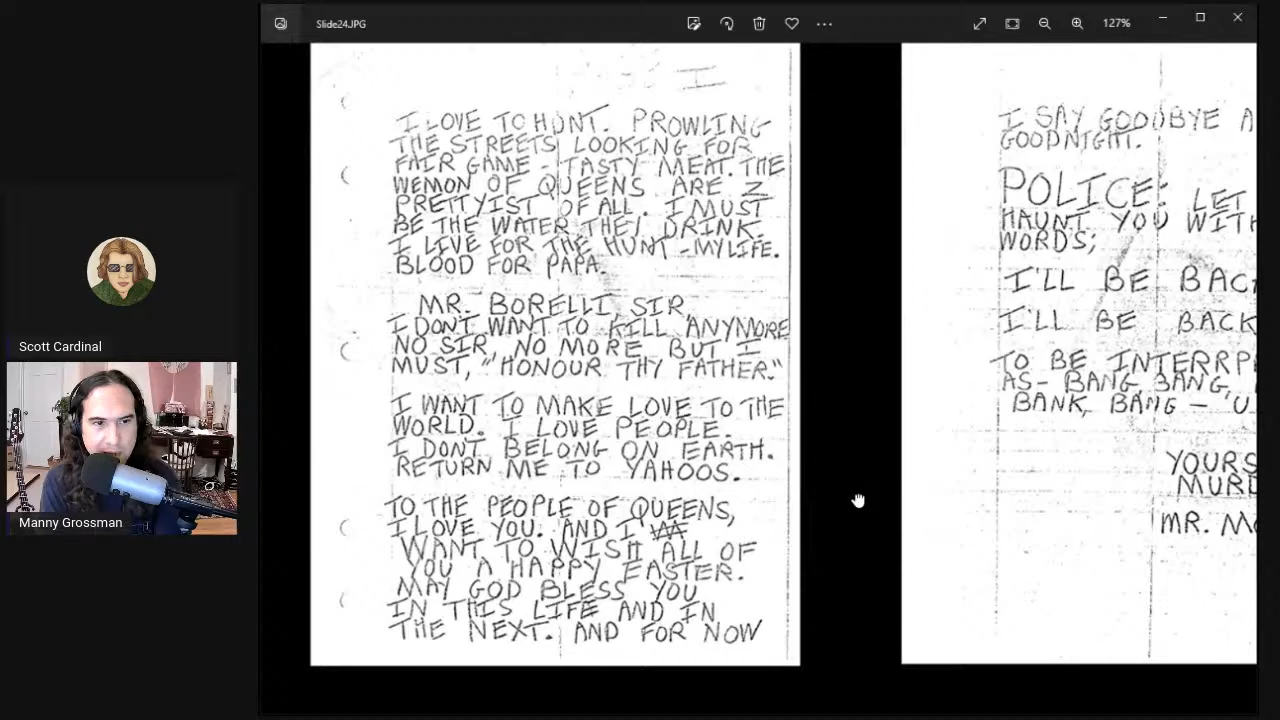 Slide24.JPG
127%
I LOVE TO HUNT. PROWLING
THE STREETS LOOKING FOR
FAIR GAME - TASTY MEAT. THE
WEMON OF QUEENS ARE Z
PRETTYIST OF ALL. I MUST
BE THE WATER THEY DRINK.
I LIVE FOR THE HUNT - MY LIFE.
BLOOD FOR PAPA.
MR. BORELLI, SIR,
I DON'T WANT TO KILL ANYMORE
NO SIR, NO MORE BUT I
MUST, "HONOUR THY FATHER."
I WANT TO MAKE LOVE TO THE
WORLD. I LOVE PEOPLE.
I DON'T BELONG ON EARTH.
RETURN ME TO YAHOOS.
TO THE PEOPLE OF QUEENS,
I LOVE YOU. AND I
WANT TO WISH ALL OF
YOU A HAPPY EASTER.
MAY GOD BLESS YOU
IN THIS LIFE AND IN
THE NEXT. AND FOR NOW
I SAY GOODBYE A
GOODNIGHT.
POLICE: LET
HAUNT YOU WITH
WORDS;
I'LL BE BACK
I'LL BE BACK
TO BE INTERRPR
AS - BANG BANG,
BANK, BANG - U
YOURS
MURD
MR. MO
Scott Cardinal
Manny Grossman